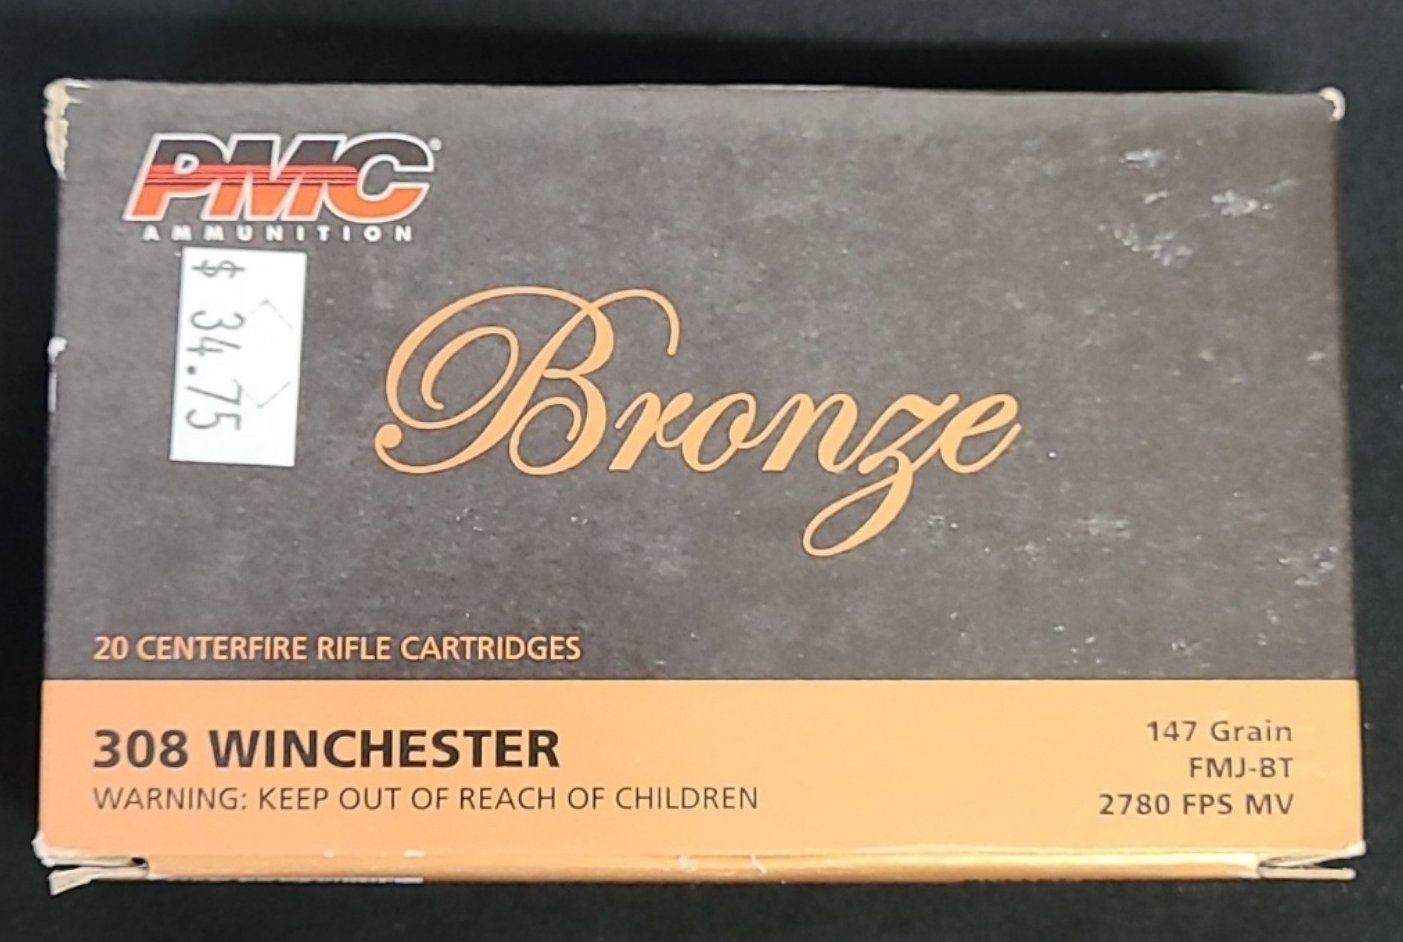 PMC®
AMMUNITION
$ 34.75
Bronze
20 CENTERFIRE RIFLE CARTRIDGES
308 WINCHESTER
WARNING: KEEP OUT OF REACH OF CHILDREN
147 Grain
FMJ-BT
2780 FPS MV